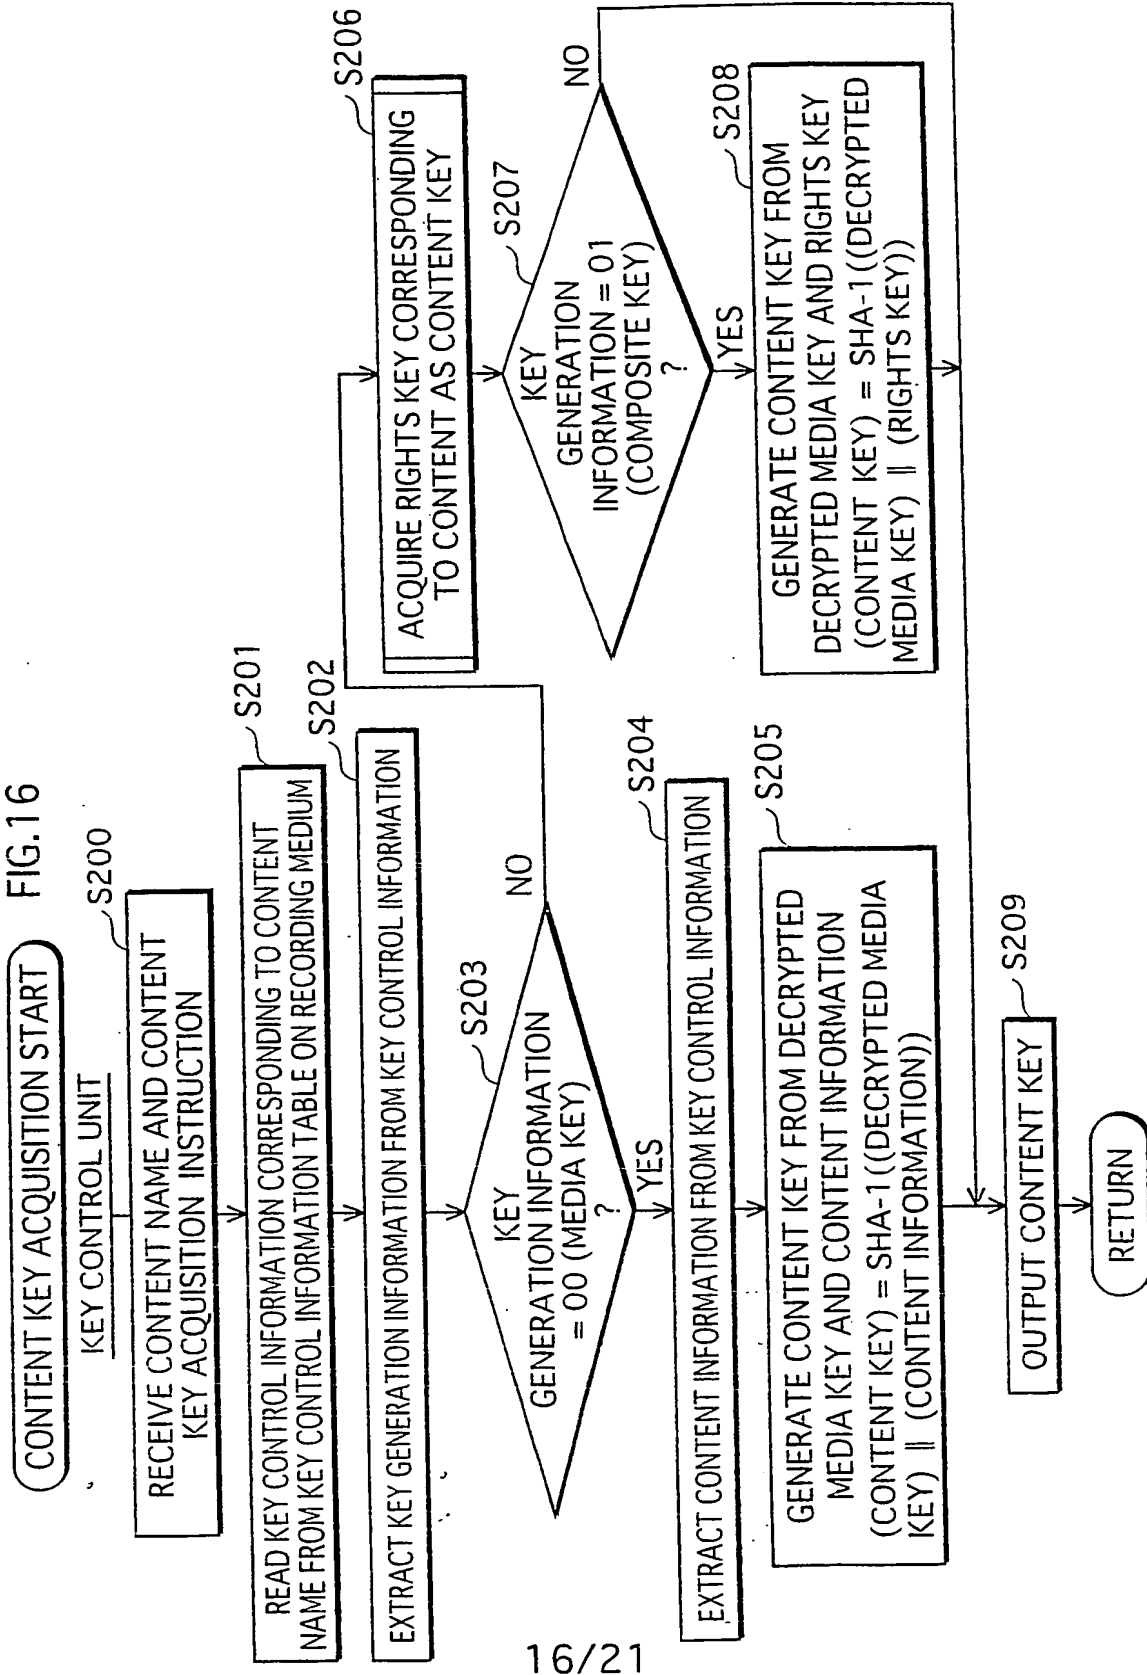 FIG.16
CONTENT KEY ACQUISITION START
KEY CONTROL UNIT
S200
RECEIVE CONTENT NAME AND CONTENT
KEY ACQUISITION INSTRUCTION
S201
READ KEY CONTROL INFORMATION CORRESPONDING TO CONTENT
NAME FROM KEY CONTROL INFORMATION TABLE ON RECORDING MEDIUM
S202
EXTRACT KEY GENERATION INFORMATION FROM KEY CONTROL INFORMATION
S203
KEY
GENERATION INFORMATION
= 00 (MEDIA KEY)
?
NO
YES
S204
EXTRACT CONTENT INFORMATION FROM KEY CONTROL INFORMATION
S205
GENERATE CONTENT KEY FROM DECRYPTED
MEDIA KEY AND CONTENT INFORMATION
(CONTENT KEY) = SHA-1((DECRYPTED MEDIA
KEY) || (CONTENT INFORMATION))
S206
ACQUIRE RIGHTS KEY CORRESPONDING
TO CONTENT AS CONTENT KEY
S207
KEY
GENERATION
INFORMATION = 01
(COMPOSITE KEY)
?
NO
YES
S208
GENERATE CONTENT KEY FROM
DECRYPTED MEDIA KEY AND RIGHTS KEY
(CONTENT KEY) = SHA-1((DECRYPTED
MEDIA KEY) || (RIGHTS KEY))
S209
OUTPUT CONTENT KEY
RETURN
16/21